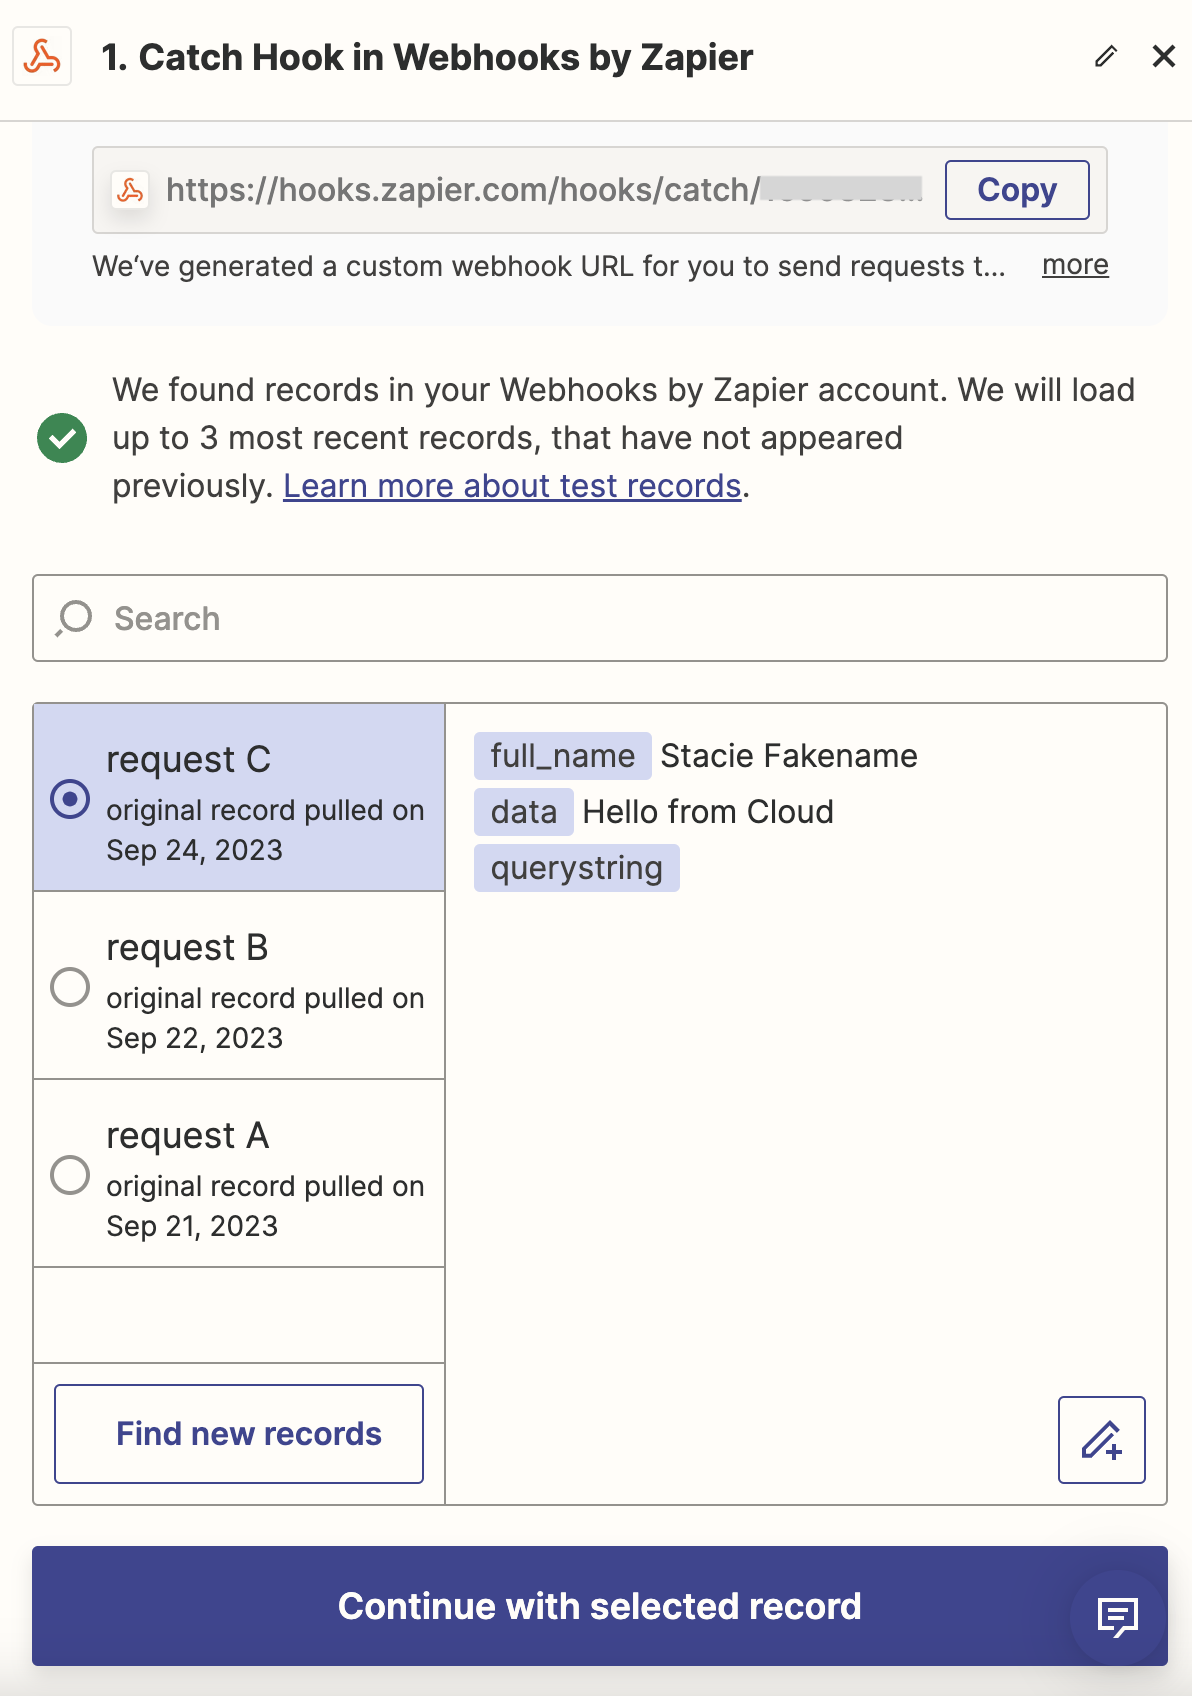 1. Catch Hook in Webhooks by Zapier
https://hooks.zapier.com/hooks/catch/
Copy
We‘ve generated a custom webhook URL for you to send requests t...
more
We found records in your Webhooks by Zapier account. We will load
up to 3 most recent records, that have not appeared
previously. Learn more about test records.
Search
request C
original record pulled on
Sep 24, 2023
full_name Stacie Fakename
data Hello from Cloud
querystring
request B
original record pulled on
Sep 22, 2023
request A
original record pulled on
Sep 21, 2023
Find new records
Continue with selected record